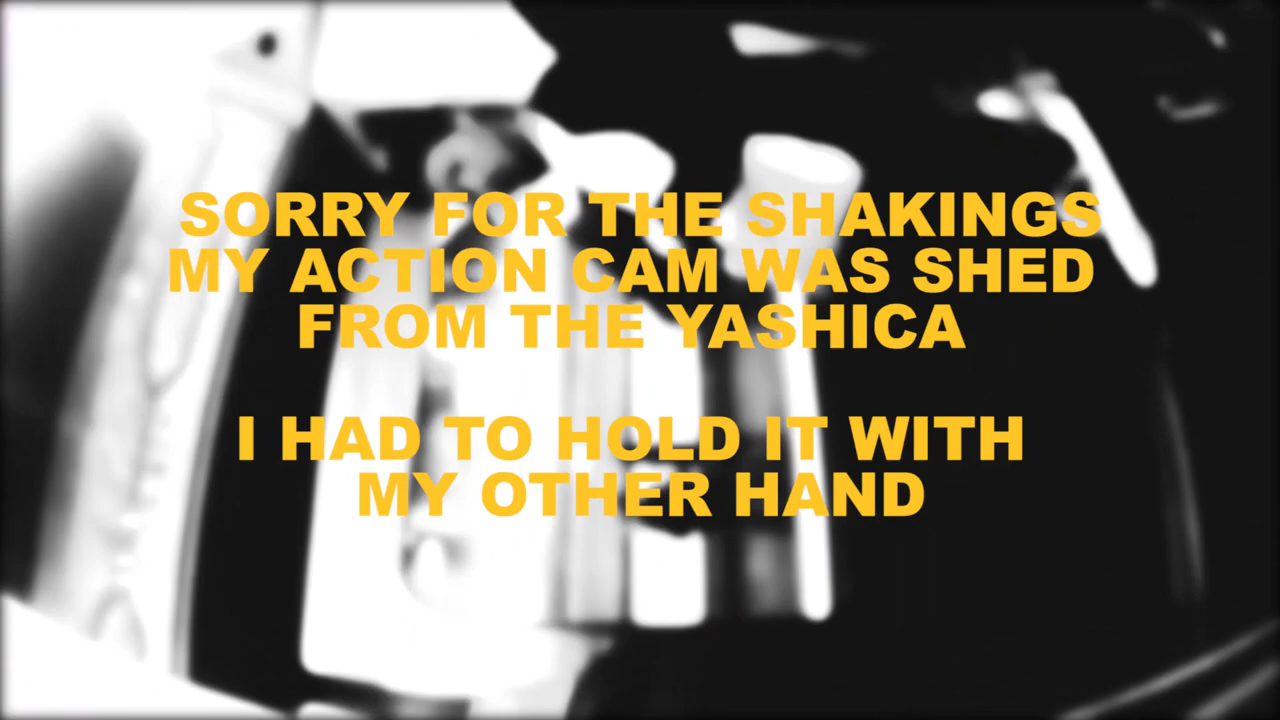 SORRY FOR THE SHAKINGS
MY ACTION CAM WAS SHED
FROM THE YASHICA
I HAD TO HOLD IT WITH
MY OTHER HAND